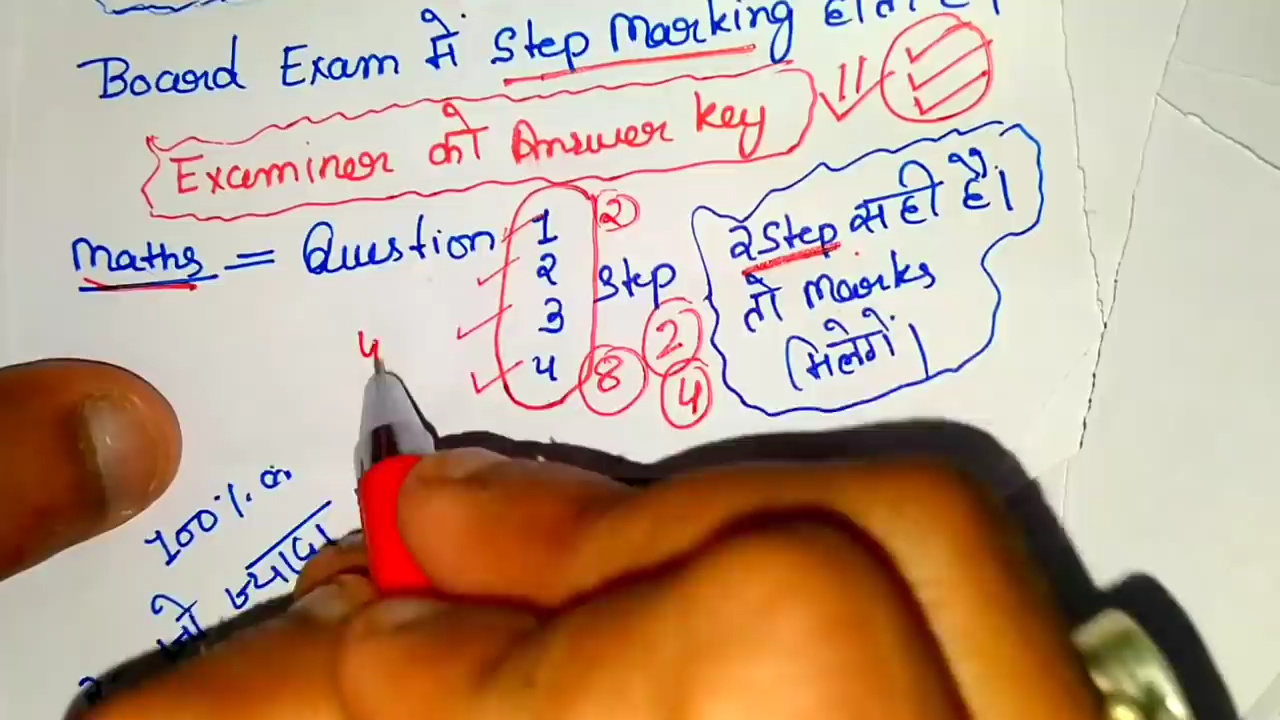 Board Exam में Step Marking होता है।
Examiner को Answer key
Maths = Question 1 2
2 Step
3 2
4 8 4
4
2 Step सही है।
तो Marks
मिलेगें।
100%
तो ज्यादा